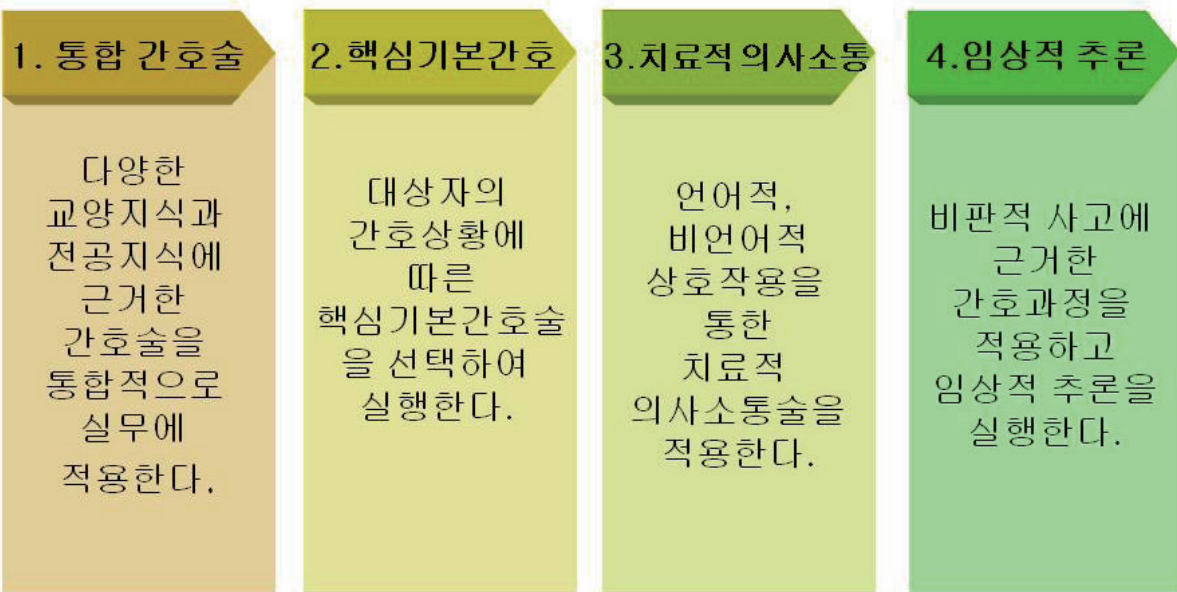 1. 통합 간호술
다양한
교양지식과
전공지식에
근거한
간호술을
통합적으로
실무에
적용한다.
2.핵심기본간호
대상자의
간호상황에
따른
핵심기본간호술
을 선택하여
실행한다.
3.치료적 의사소통
언어적,
비언어적
상호작용을
통한
치료적
의사소통술을
적용한다.
4.임상적 추론
비판적 사고에
근거한
간호과정을
적용하고
임상적 추론을
실행한다.